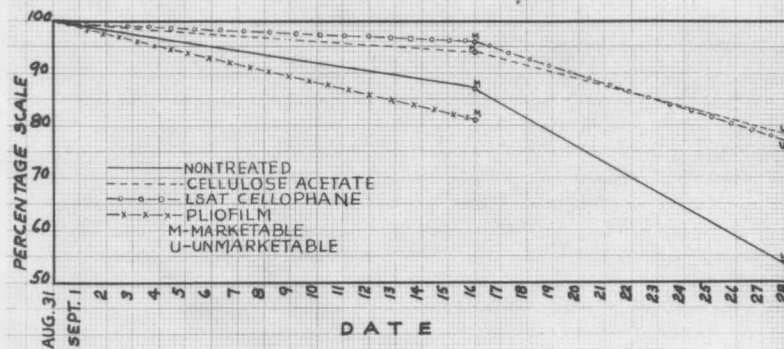 100
90
80
70
60
50
PERCENTAGE SCALE
NONTREATED
CELLULOSE ACETATE
LSAT CELLOPHANE
PLIOFILM
M-MARKETABLE
U-UNMARKETABLE
M
M
M
AUG. 31 SEPT. 1 2 3 4 5 6 7 8 9 10 11 12 13 14 15 16 17 18 19 20 21 22 23 24 25 26 27 28
DATE